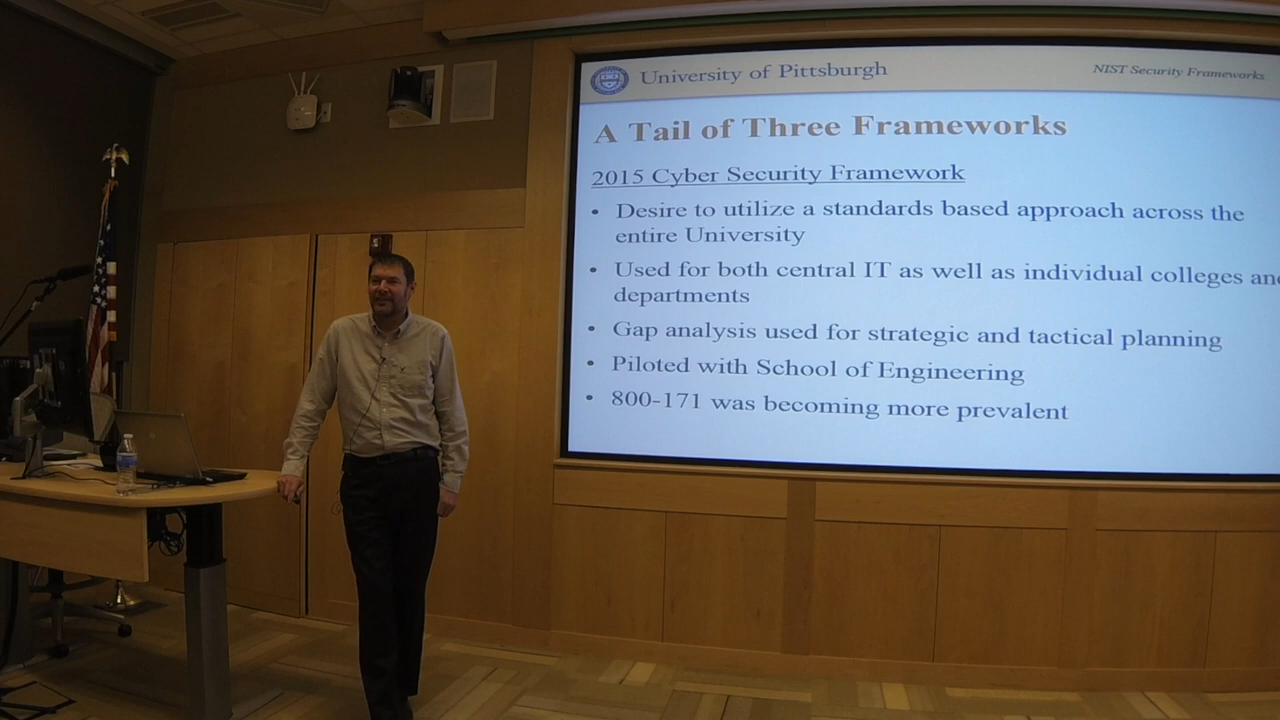 University of Pittsburgh
NIST Security Frameworks
A Tail of Three Frameworks
2015 Cyber Security Framework
• Desire to utilize a standards based approach across the
entire University
• Used for both central IT as well as individual colleges an
departments
• Gap analysis used for strategic and tactical planning
• Piloted with School of Engineering
• 800-171 was becoming more prevalent